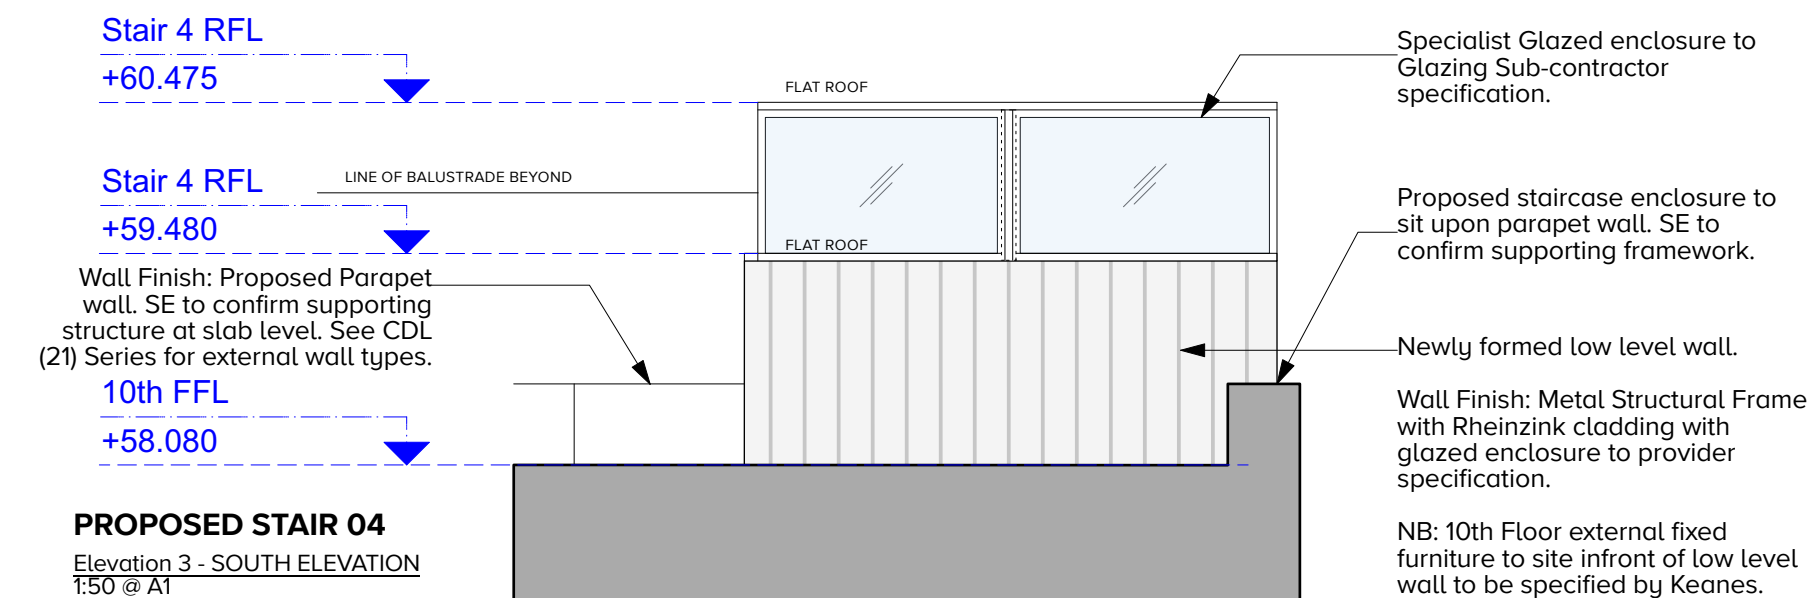 Stair 4 RFL
+60.475
FLAT ROOF
Specialist Glazed enclosure to
Glazing Sub-contractor
specification.
Stair 4 RFL
+59.480
LINE OF BALUSTRADE BEYOND
FLAT ROOF
Proposed staircase enclosure to
sit upon parapet wall. SE to
confirm supporting framework.
Wall Finish: Proposed Parapet
wall. SE to confirm supporting
structure at slab level. See CDL
(21) Series for external wall types.
10th FFL
+58.080
Newly formed low level wall.
Wall Finish: Metal Structural Frame
with Rheinzink cladding with
glazed enclosure to provider
specification.
NB: 10th Floor external fixed
furniture to site infront of low level
wall to be specified by Keanes.
PROPOSED STAIR 04
Elevation 3 - SOUTH ELEVATION
1:50 @ A1